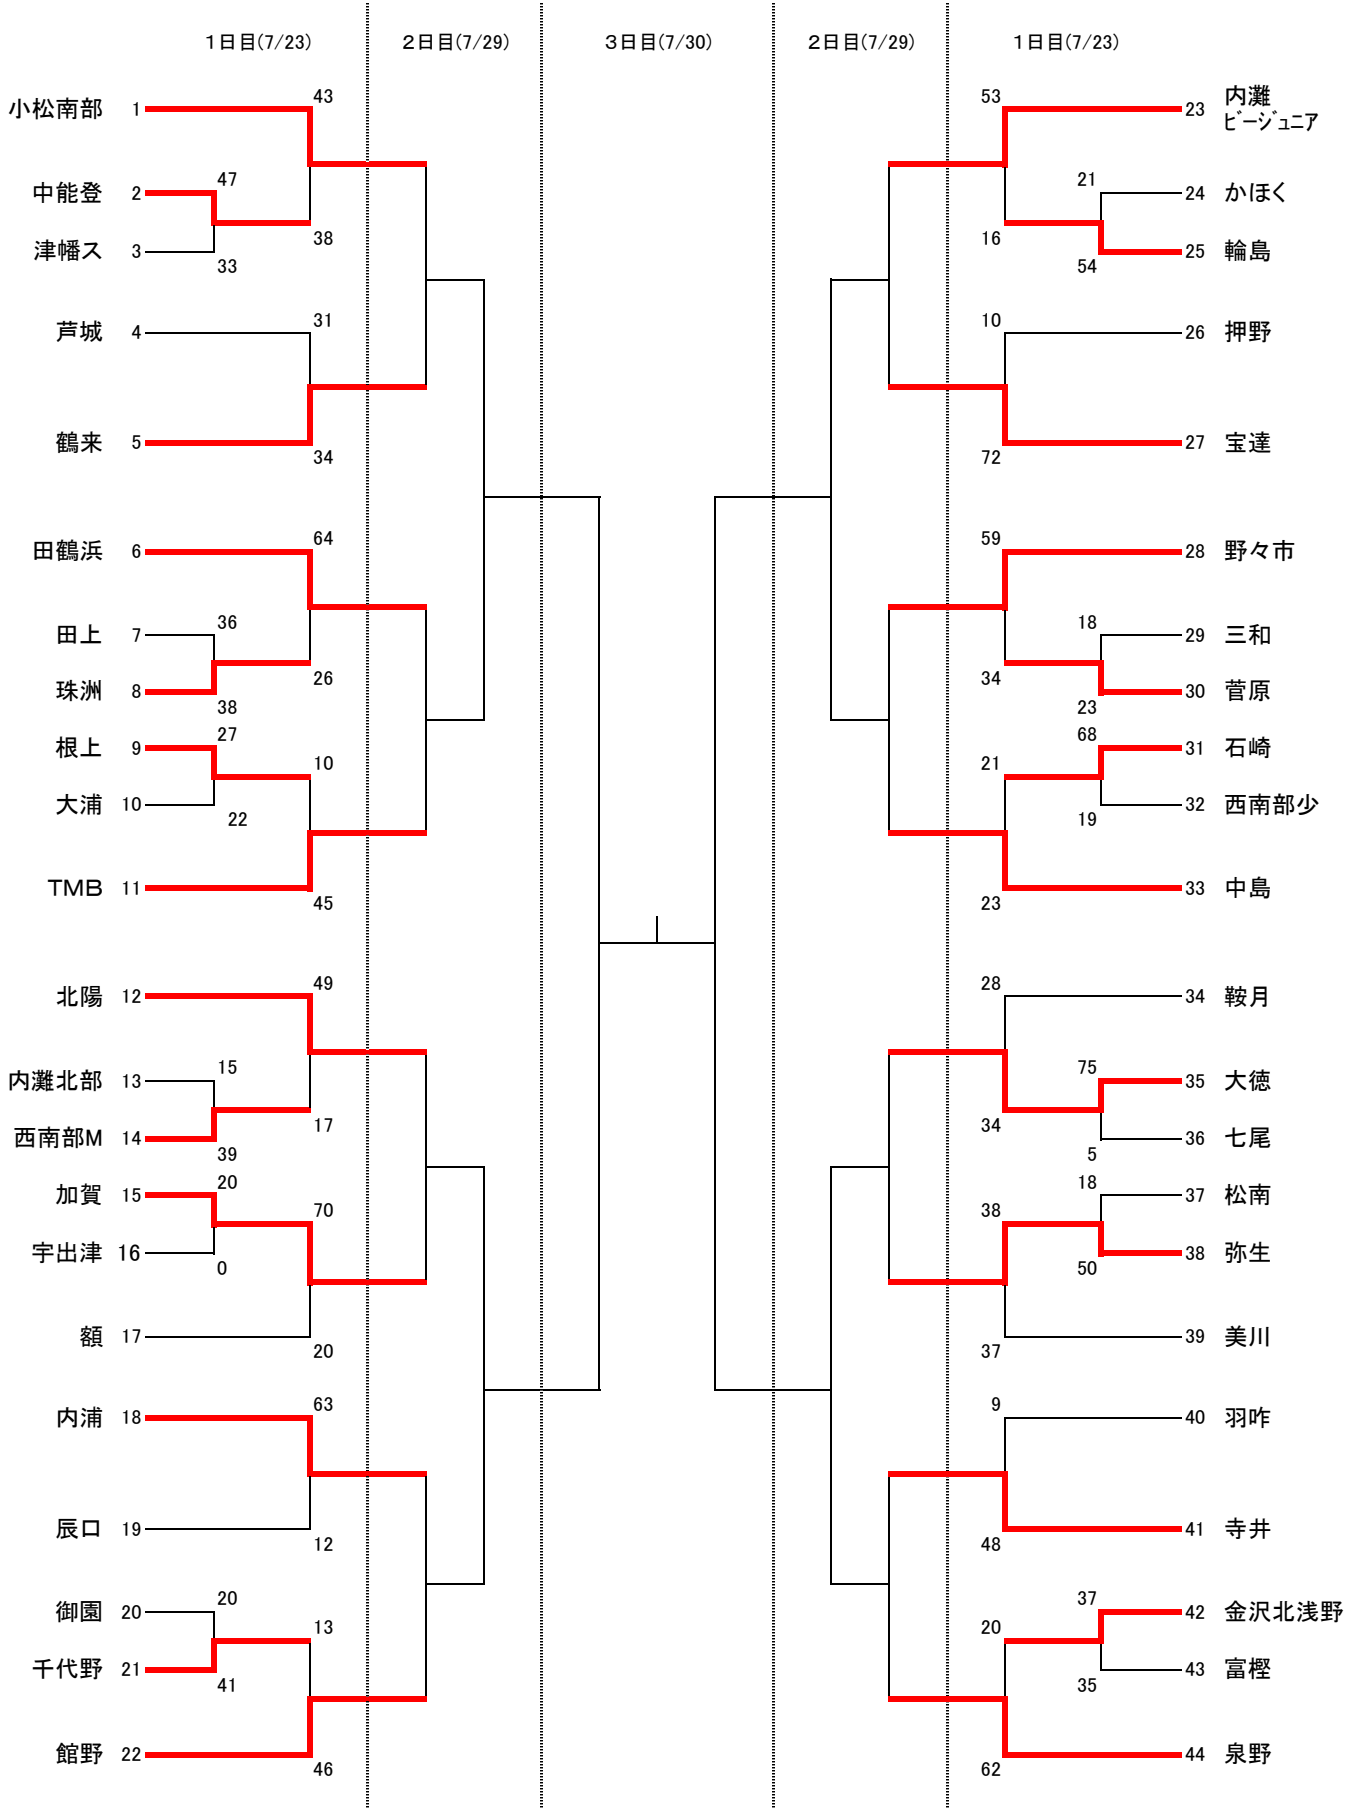 1日目(7/23) 2日目(7/29) 3日目(7/30) 2日目(7/29) 1日目(7/23)
43 53
小松南部 1 23 内灘
ビージュニア
47 21
中能登 2 24 かほく
38 16
津幡ス 3 25 輪島
33 54
31 10
芦城 4 26 押野
鶴来 5 27 宝達
34 72
64 59
田鶴浜 6 28 野々市
36 18
田上 7 29 三和
26 34
珠洲 8 30 菅原
38 23
27 68
根上 9 31 石崎
10 21
大浦 10 32 西南部少
22 19
TMB 11 33 中島
45 23
49 28
北陽 12 34 鞍月
15 75
内灘北部 13 35 大徳
17 34
西南部M 14 36 七尾
39 5
20 18
加賀 15 37 松南
70 38
宇出津 16 38 弥生
0 50
額 17 39 美川
20 37
63 9
内浦 18 40 羽咋
辰口 19 41 寺井
12 48
20 37
御園 20 42 金沢北浅野
13 20
千代野 21 43 富樫
41 35
館野 22 44 泉野
46 62